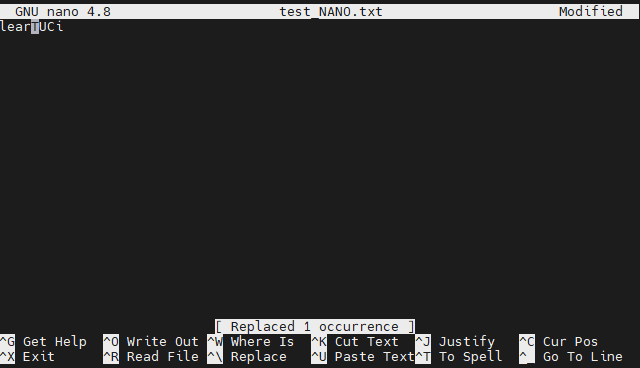 GNU nano 4.8 test_NANO.txt Modified
learTUCi
[ Replaced 1 occurrence ]
^G Get Help ^O Write Out ^W Where Is ^K Cut Text ^J Justify ^C Cur Pos
^X Exit ^R Read File ^\ Replace ^U Paste Text ^T To Spell ^_ Go To Line